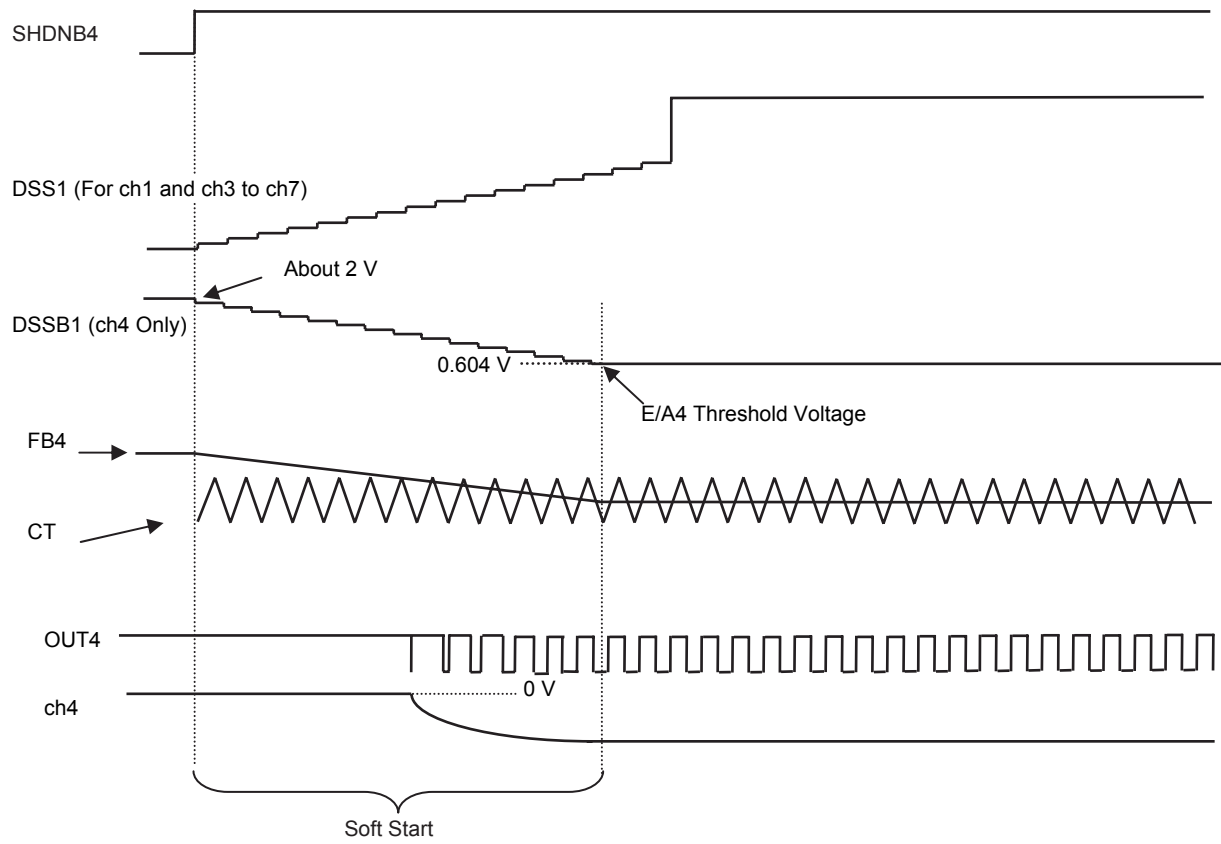 SHDNB4
DSS1 (For ch1 and ch3 to ch7)
About 2 V
DSSB1 (ch4 Only)
0.604 V
E/A4 Threshold Voltage
FB4
CT
OUT4
0 V
ch4
Soft Start